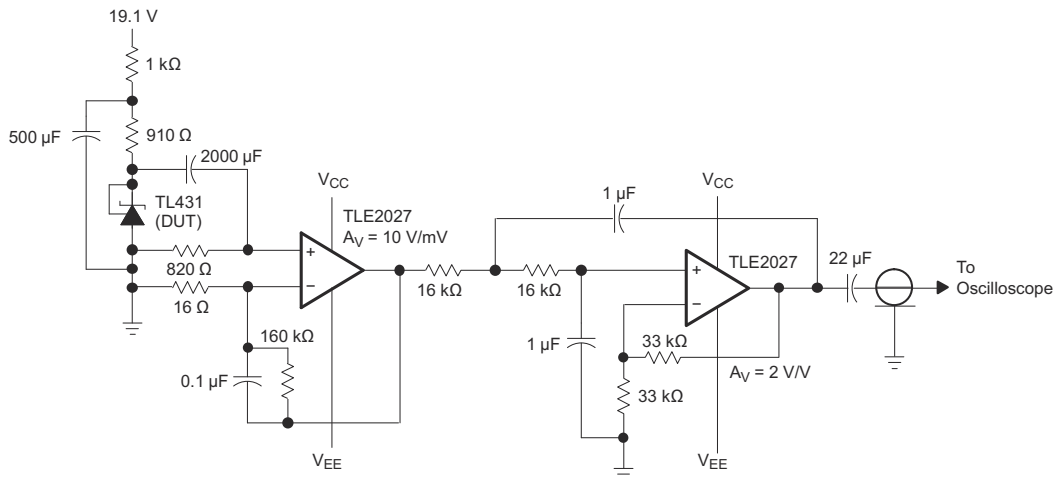 19.1 V
1 kΩ
500 µF
910 Ω
2000 µF
TL431
(DUT)
820 Ω
16 Ω
VCC
TLE2027
AV = 10 V/mV
+
−
160 kΩ
0.1 µF
VEE
16 kΩ
16 kΩ
1 µF
1 µF
VCC
TLE2027
+
−
33 kΩ
AV = 2 V/V
33 kΩ
VEE
22 µF
To
Oscilloscope